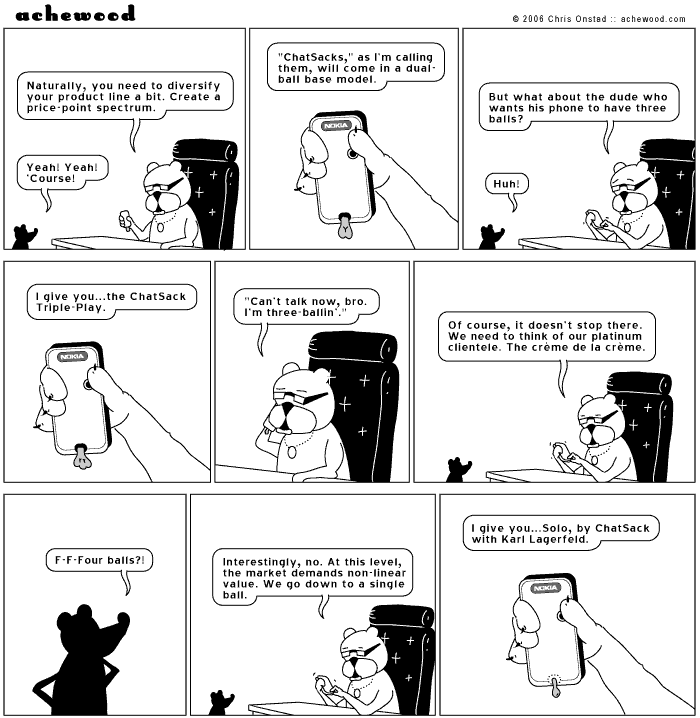 achewood
© 2006 Chris Onstad :: achewood.com
Naturally, you need to diversify
your product line a bit. Create a
price-point spectrum.
Yeah! Yeah!
'Course!
"ChatSacks," as I'm calling
them, will come in a dual-
ball base model.
NOKIA
But what about the dude who
wants his phone to have three
balls?
Huh!
I give you...the ChatSack
Triple-Play.
NOKIA
"Can't talk now, bro.
I'm three-ballin'."
Of course, it doesn't stop there.
We need to think of our platinum
clientele. The crème de la crème.
F-F-Four balls?!
Interestingly, no. At this level,
the market demands non-linear
value. We go down to a single
ball.
I give you...Solo, by ChatSack
with Karl Lagerfeld.
NOKIA